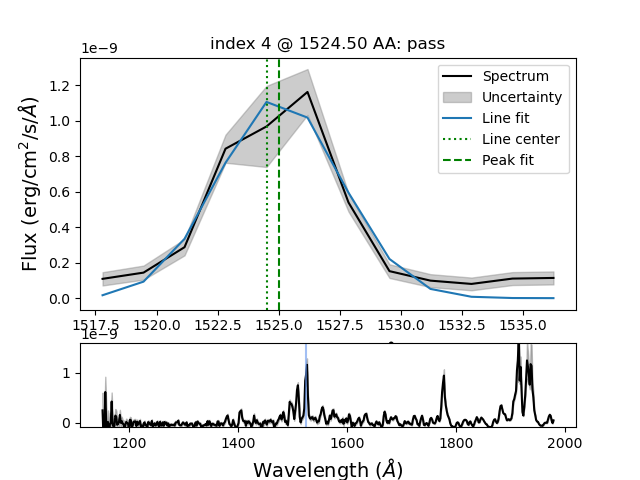 index 4 @ 1524.50 AA: pass
1e−9
Flux (erg/cm²/s/Å)
1.2
1.0
0.8
0.6
0.4
0.2
0.0
Spectrum
Uncertainty
Line fit
Line center
Peak fit
1517.5 1520.0 1522.5 1525.0 1527.5 1530.0 1532.5 1535.0
1e−9
1
0
1200 1400 1600 1800 2000
Wavelength (Å)